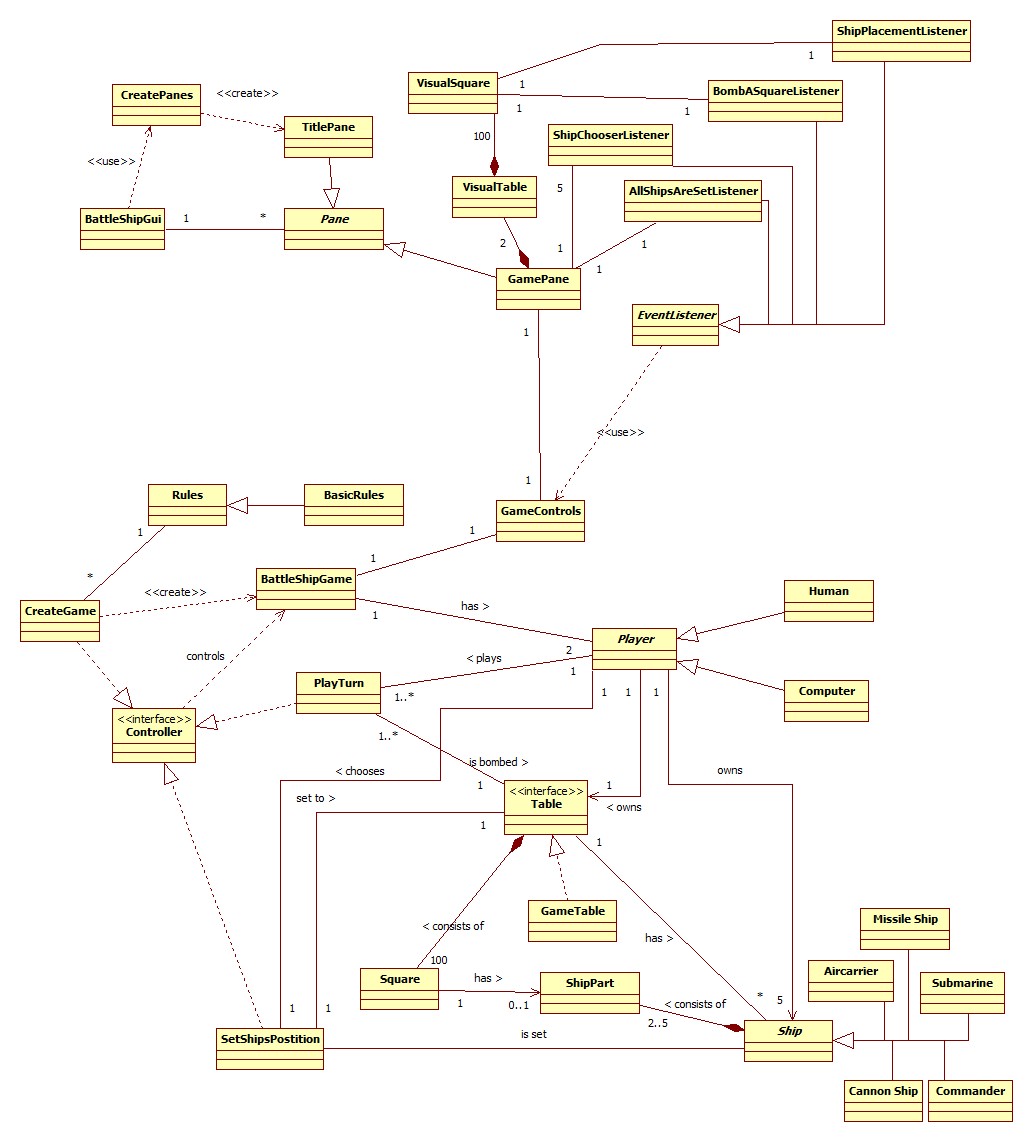 ShipPlacementListener
1
VisualSquare
1
BombASquareListener
1
1
CreatePanes
<<create>>
TitlePane
100
ShipChooserListener
<<use>>
VisualTable
5
AllShipsAreSetListener
BattleShipGui
1
*
Pane
2
1
1
1
GamePane
EventListener
1
<<use>>
1
Rules
BasicRules
GameControls
1
1
1
*
<<create>>
BattleShipGame
CreateGame
has >
1
Human
Player
2
controls
< plays
1
PlayTurn
1..*
1
1
1
Computer
<<interface>>
Controller
1..*
is bombed >
< chooses
owns
1
1
<<interface>>
Table
set to >
< owns
1
1
GameTable
Missile Ship
< consists of
has >
100
Aircarrier
Square
has >
ShipPart
Submarine
1
0..1
< consists of
*
5
1
1
2..5
SetShipsPostition
is set
Ship
Cannon Ship
Commander